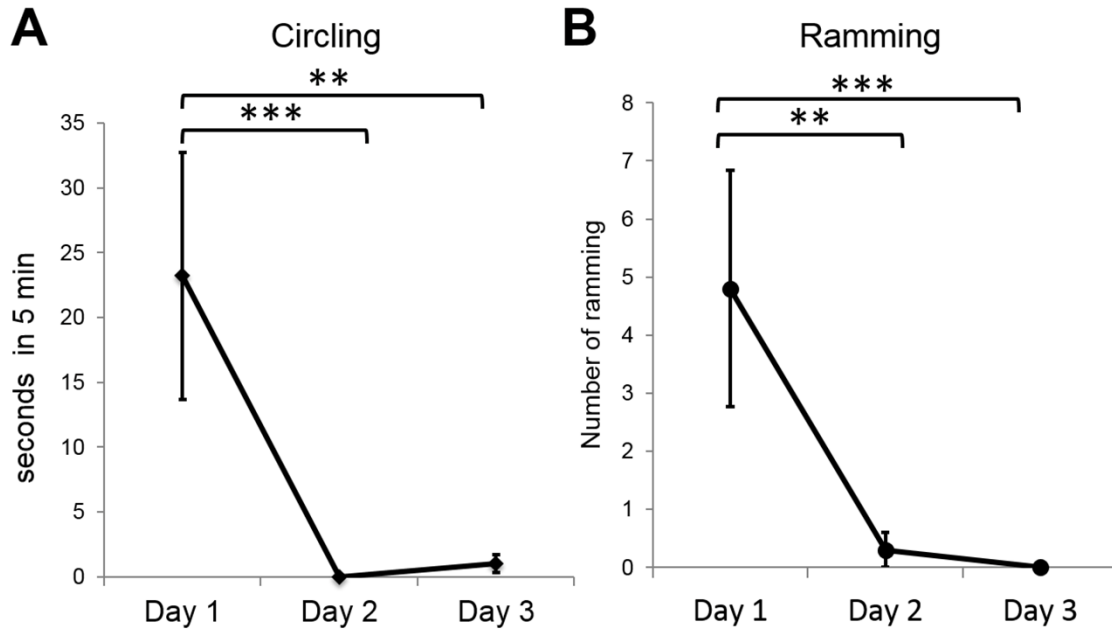 A
Circling
**
***
35
30
25
20
15
10
5
0
seconds in 5 min
Day 1 Day 2 Day 3
B
Ramming
***
**
8
7
6
5
4
3
2
1
0
Number of ramming
Day 1 Day 2 Day 3